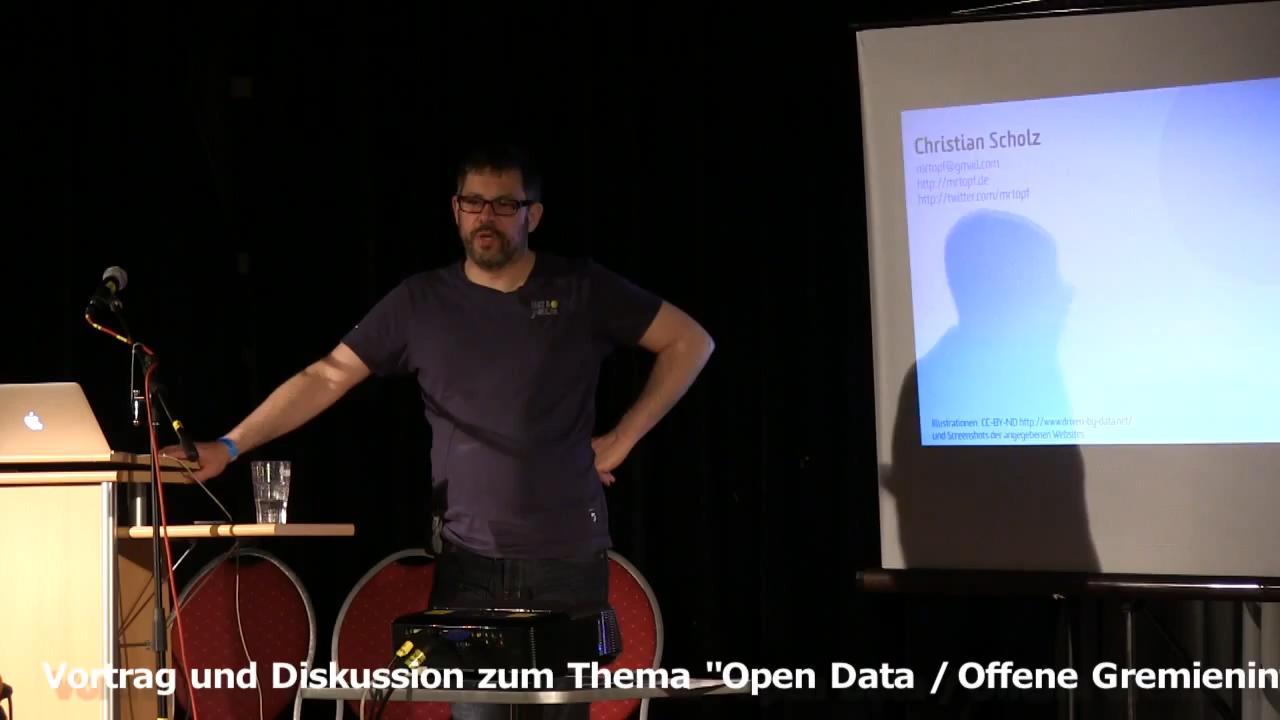 Christian Scholz
mrtopf@gmail.com
http://mrtopf.de
http://twitter.com/mrtopf
Illustrationen: CC-BY-ND http://www.driven-by-data.net/
und Screenshots der angegebenen Websites
Vortrag und Diskussion zum Thema "Open Data / Offene Gremienin